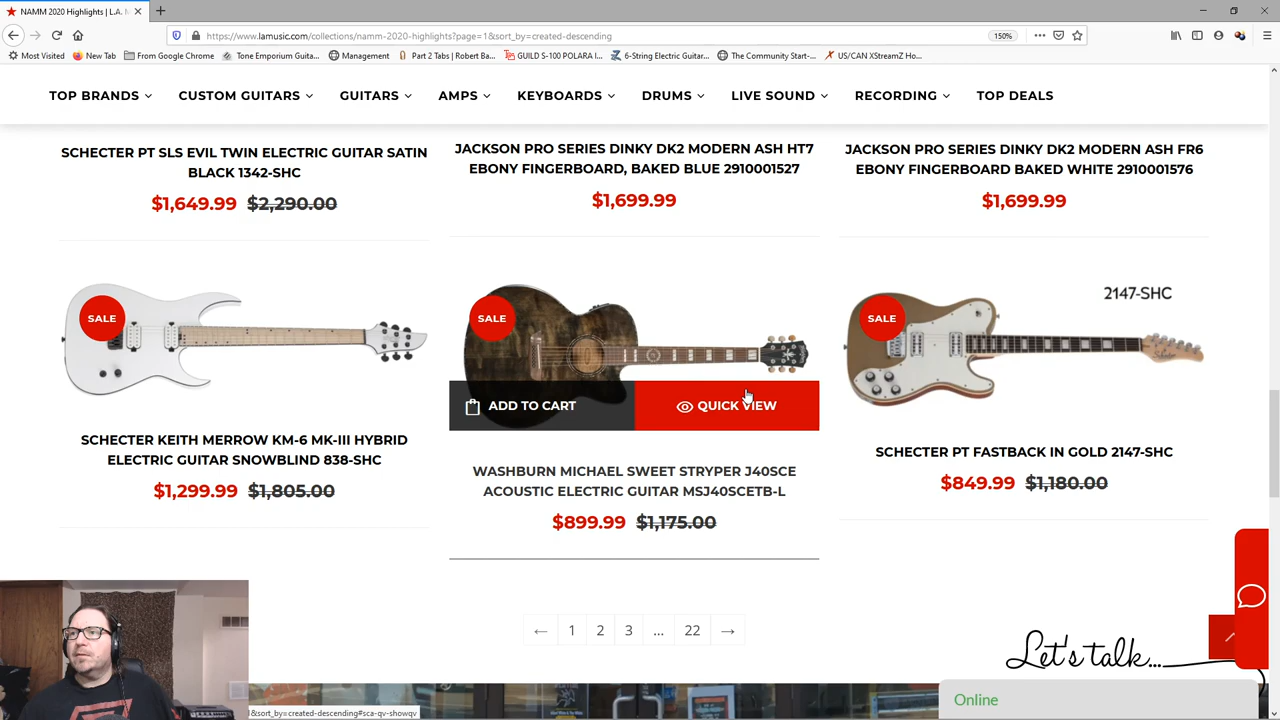 NAMM 2020 Highlights | L.A. M
https://www.lamusic.com/collections/namm-2020-highlights?page=1&sort_by=created-descending
150%
Most Visited
New Tab
From Google Chrome
Tone Emporium Guita...
Management
Part 2 Tabs | Robert Ba...
GUILD S-100 POLARA I...
6-String Electric Guitar...
The Community Start-...
US/CAN XStreamZ Ho...
TOP BRANDS
CUSTOM GUITARS
GUITARS
AMPS
KEYBOARDS
DRUMS
LIVE SOUND
RECORDING
TOP DEALS
SCHECTER PT SLS EVIL TWIN ELECTRIC GUITAR SATIN
BLACK 1342-SHC
$1,649.99 $2,290.00
JACKSON PRO SERIES DINKY DK2 MODERN ASH HT7
EBONY FINGERBOARD, BAKED BLUE 2910001527
$1,699.99
JACKSON PRO SERIES DINKY DK2 MODERN ASH FR6
EBONY FINGERBOARD BAKED WHITE 2910001576
$1,699.99
SALE
SCHECTER KEITH MERROW KM-6 MK-III HYBRID
ELECTRIC GUITAR SNOWBLIND 838-SHC
$1,299.99 $1,805.00
SALE
ADD TO CART
QUICK VIEW
WASHBURN MICHAEL SWEET STRYPER J40SCE
ACOUSTIC ELECTRIC GUITAR MSJ40SCETB-L
$899.99 $1,175.00
2147-SHC
SALE
Schecter
SCHECTER PT FASTBACK IN GOLD 2147-SHC
$849.99 $1,180.00
← 1 2 3 ... 22 →
Let's talk...
Online
&sort_by=created-descending#sca-qv-showqv